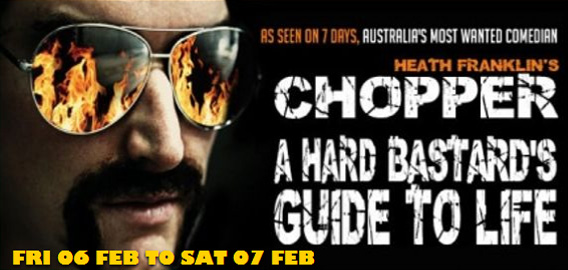 AS SEEN ON 7 DAYS, AUSTRALIA'S MOST WANTED COMEDIAN
HEATH FRANKLIN'S
CHOPPER
A HARD BASTARD'S
GUIDE TO LIFE
FRI 06 FEB TO SAT 07 FEB